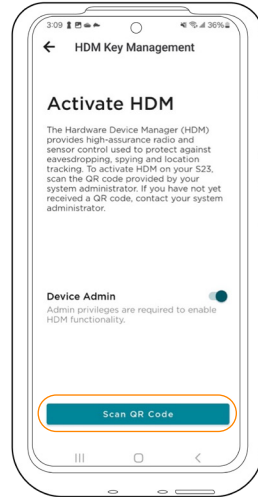 3:09 36%
HDM Key Management
Activate HDM
The Hardware Device Manager (HDM)
provides high-assurance radio and
sensor control used to protect against
eavesdropping, spying and location
tracking. To activate HDM on your S23,
scan the QR code provided by your
system administrator. If you have not yet
received a QR code, contact your system
administrator.
Device Admin
Admin privileges are required to enable
HDM functionality.
Scan QR Code